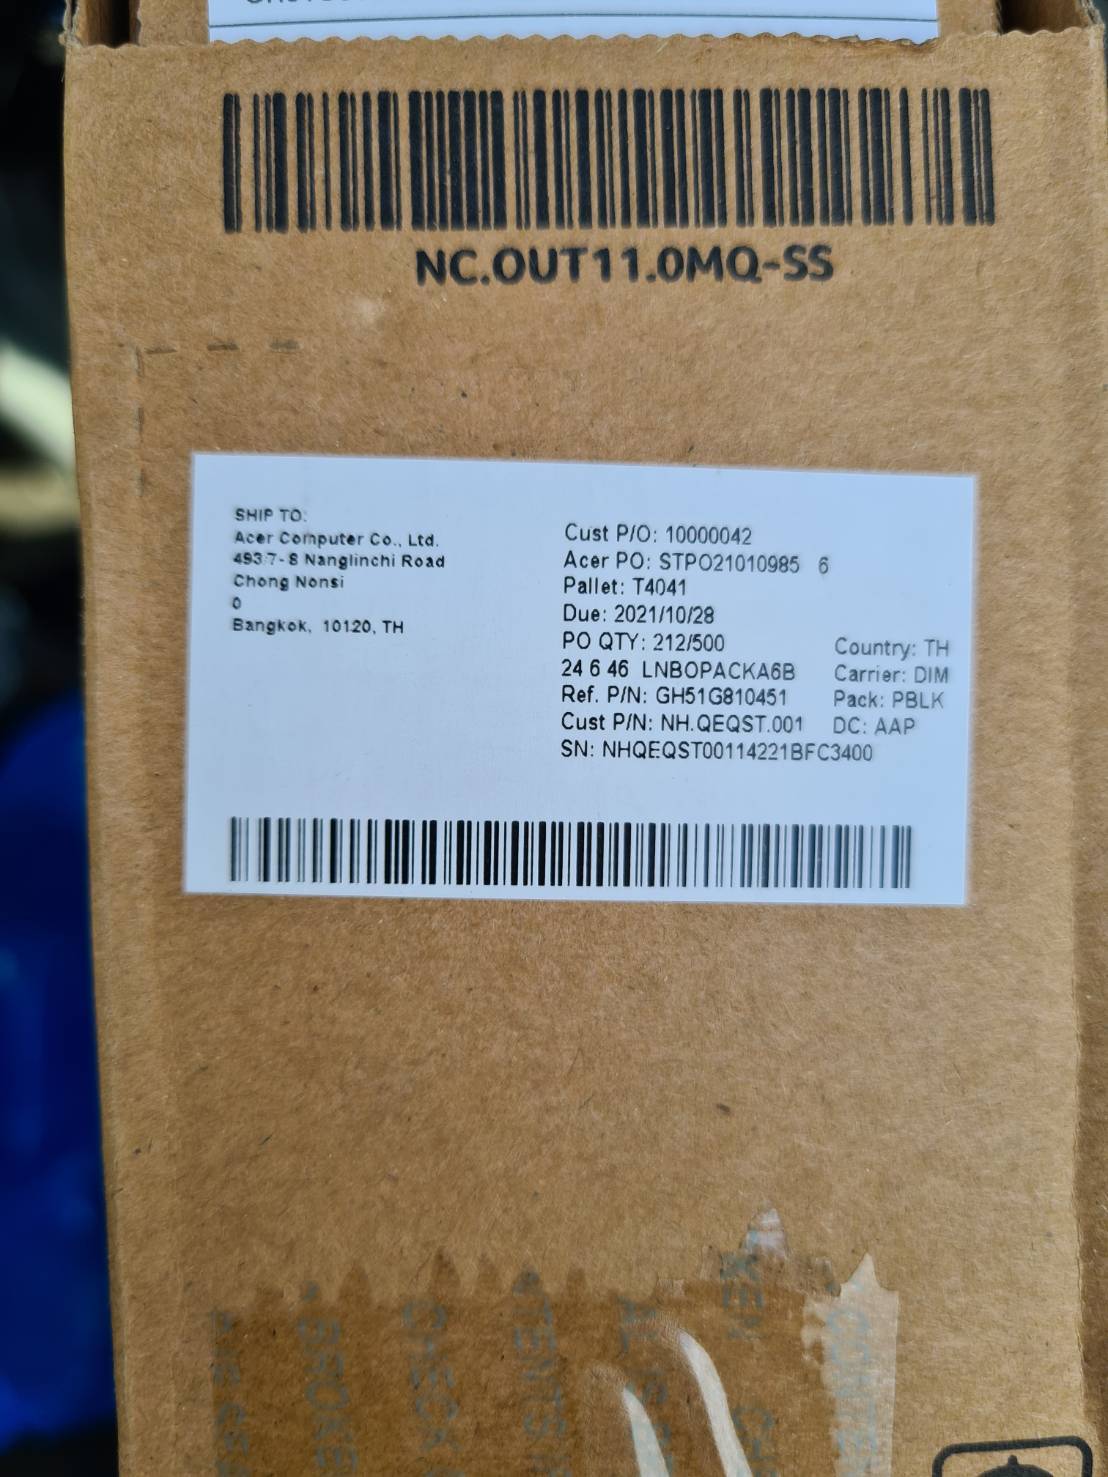 NC.OUT11.0MQ-SS
SHIP TO:
Acer Computer Co., Ltd.
493 7-8 Nanglinchi Road
Chong Nonsi
0
Bangkok, 10120, TH
Cust P/O: 10000042
Acer PO: STPO21010985 6
Pallet: T4041
Due: 2021/10/28
PO QTY: 212/500
24 6 46 LNBOPACKA6B
Ref. P/N: GH51G810451
Cust P/N: NH.QEQST.001
SN: NHQEQST00114221BFC3400
Country: TH
Carrier: DIM
Pack: PBLK
DC: AAP
CHECK